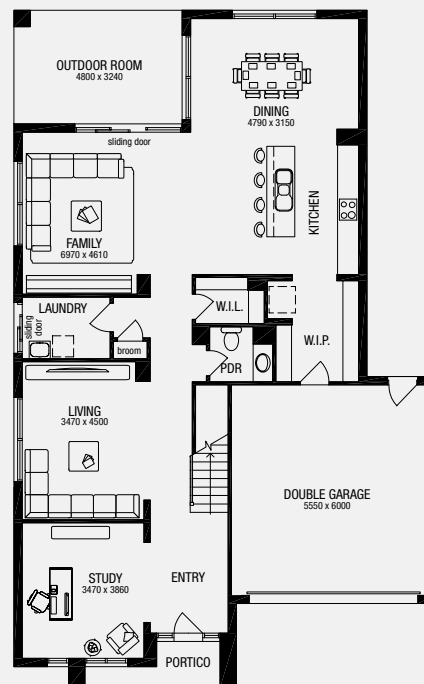 OUTDOOR ROOM
4800 x 3240
DINING
4790 x 3150
sliding door
KITCHEN
FAMILY
6970 x 4610
LAUNDRY
sliding
door
W.I.L.
broom
PDR
W.I.P.
LIVING
3470 x 4500
N
DOUBLE GARAGE
5550 x 6000
STUDY
3470 x 3860
ENTRY
PORTICO